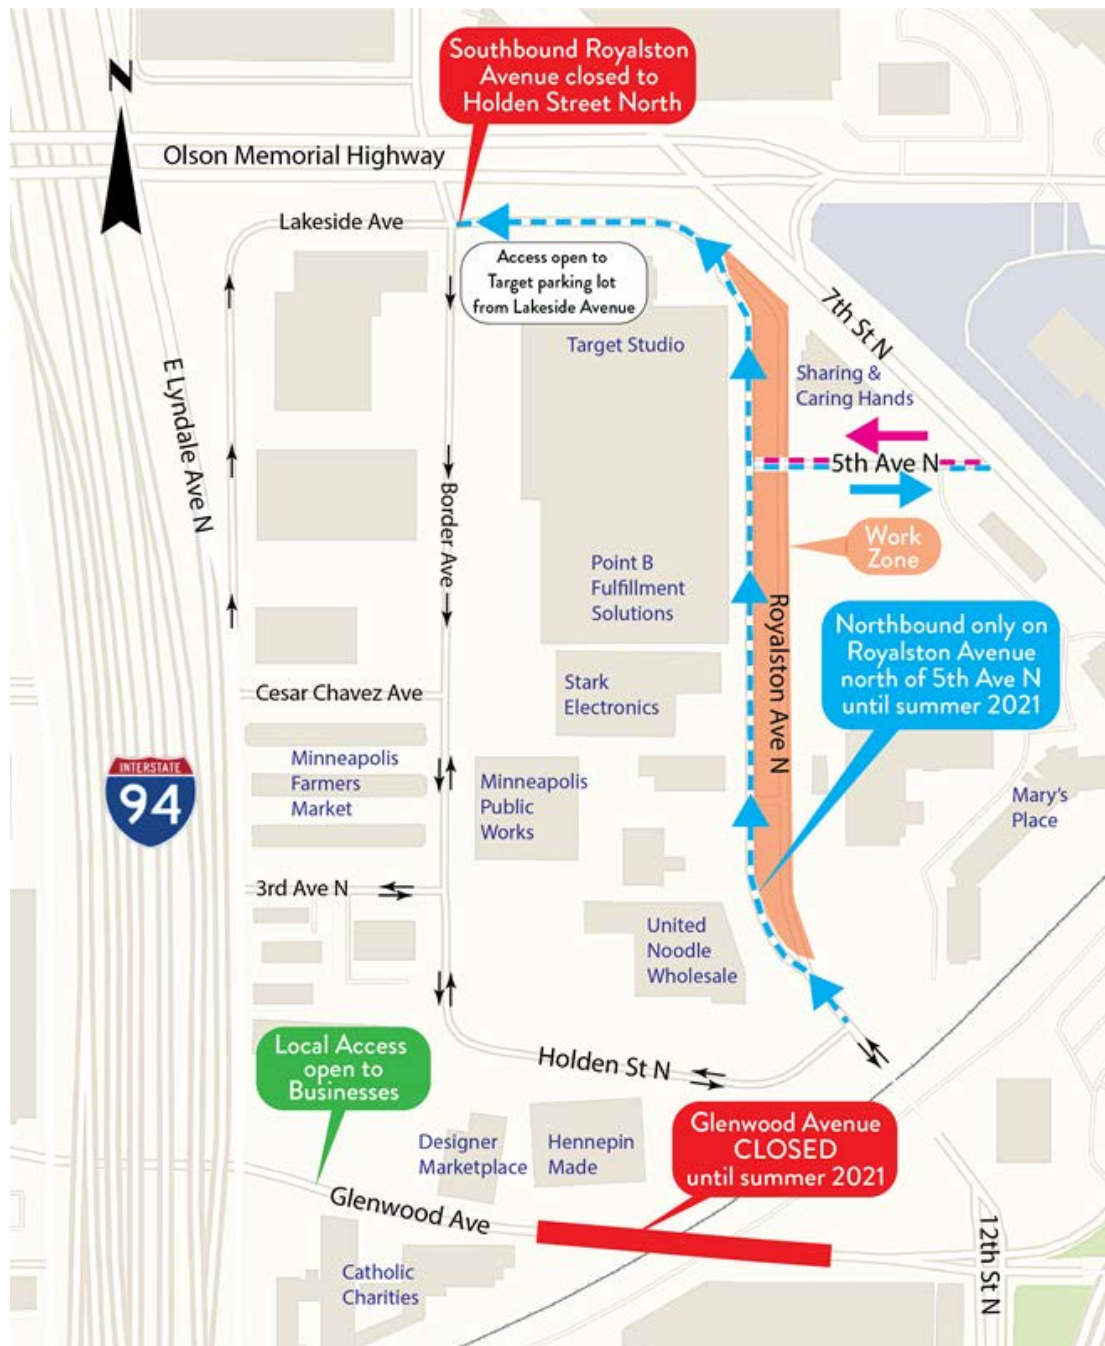 Southbound Royalston
Avenue closed to
Holden Street North
N
Olson Memorial Highway
Lakeside Ave
Access open to
Target parking lot
from Lakeside Avenue
7th St N
Target Studio
Sharing &
Caring Hands
E Lyndale Ave N
5th Ave N
Border Ave
Work
Zone
Point B
Fulfillment
Solutions
Royalston Ave N
Northbound only on
Royalston Avenue
north of 5th Ave N
until summer 2021
Cesar Chavez Ave
Stark
Electronics
INTERSTATE
94
Minneapolis
Farmers
Market
Minneapolis
Public
Works
Mary's
Place
3rd Ave N
United
Noodle
Wholesale
Local Access
open to
Businesses
Holden St N
Designer
Marketplace
Hennepin
Made
Glenwood Avenue
CLOSED
until summer 2021
Glenwood Ave
12th St N
Catholic
Charities